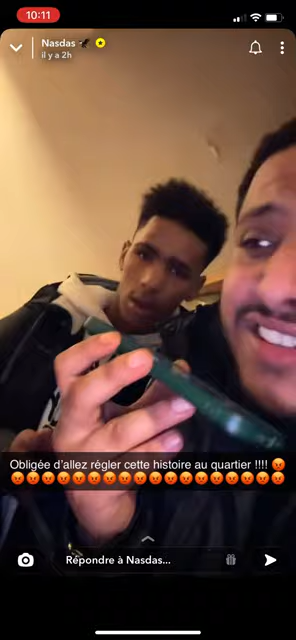 10:11
Nasdas 🦅
il y a 2h
Obligée d'allez régler cette histoire au quartier !!!! 😡
😡😡😡😡😡😡😡😡😡😡😡😡😡😡😡😡😡😡
Répondre à Nasdas...